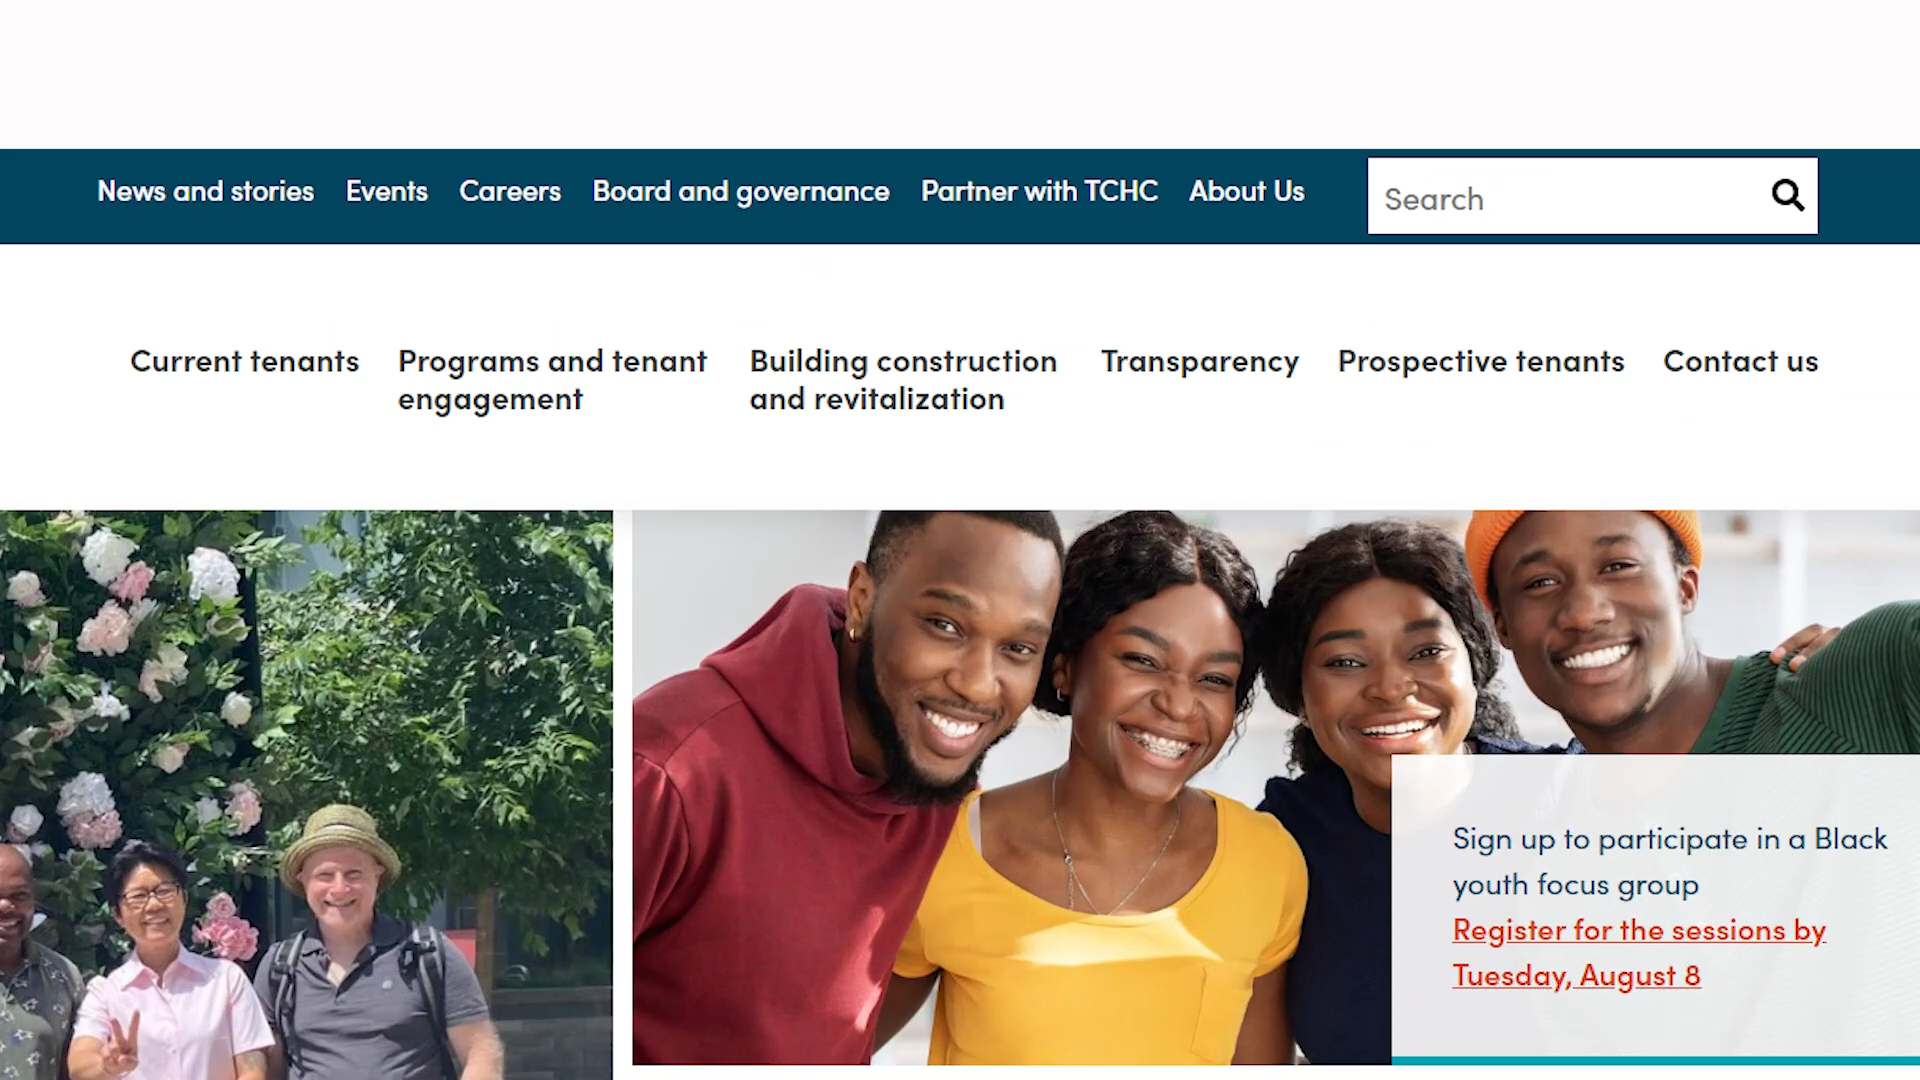 News and stories Events Careers Board and governance Partner with TCHC About Us Search
Current tenants Programs and tenant engagement Building construction and revitalization Transparency Prospective tenants Contact us
Sign up to participate in a Black
youth focus group
Register for the sessions by
Tuesday, August 8